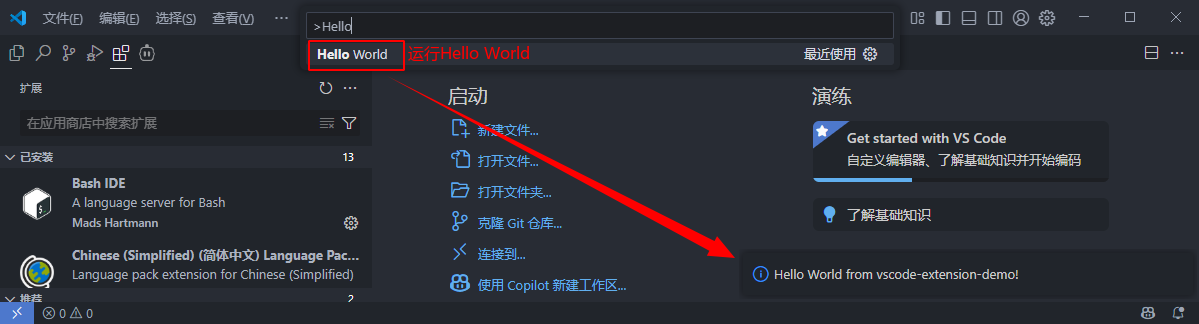 文件(F) 编辑(E) 选择(S) 查看(V) ···
>Hello
Hello World 运行Hello World 最近使用
扩展
在应用商店中搜索扩展
已安装 13
Bash IDE
A language server for Bash
Mads Hartmann
Chinese (Simplified) (简体中文) Language Pac...
Language pack extension for Chinese (Simplified)
推荐 2
启动
新建文件...
打开文件...
打开文件夹...
克隆 Git 仓库...
连接到...
使用 Copilot 新建工作区...
演练
Get started with VS Code
自定义编辑器、了解基础知识并开始编码
了解基础知识
Hello World from vscode-extension-demo!
0 0